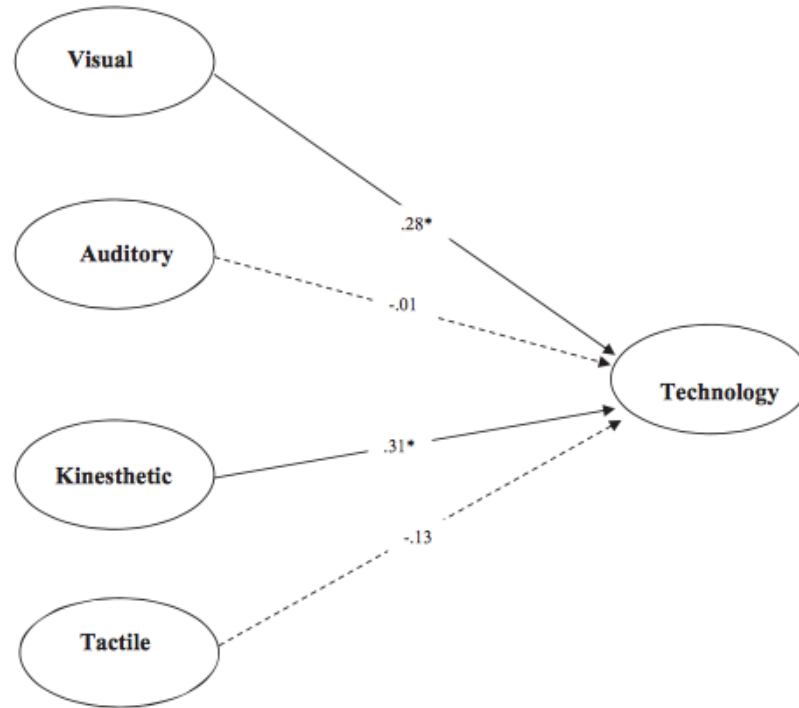 Visual
.28*
Auditory
-.01
Technology
Kinesthetic
.31*
-.13
Tactile